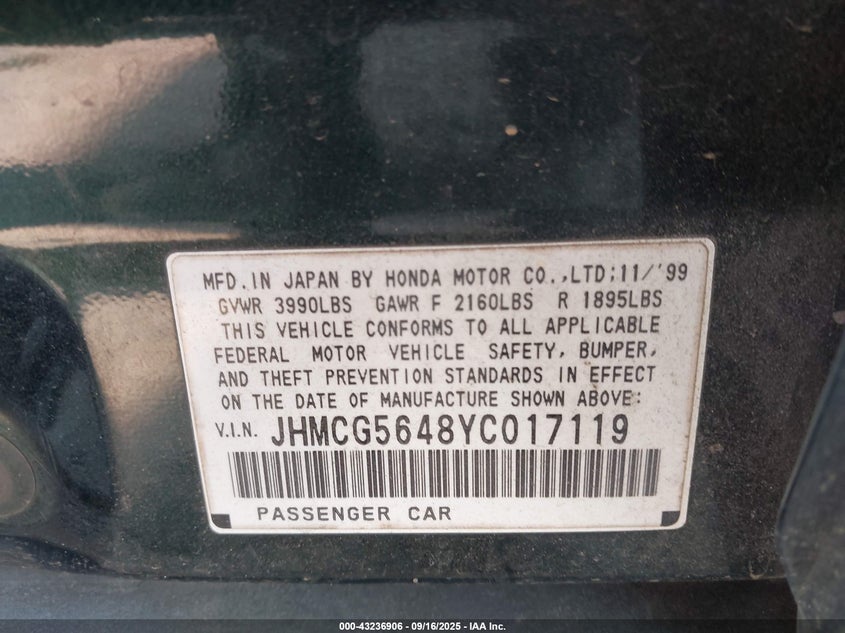 MFD.IN JAPAN BY HONDA MOTOR CO.,LTD;11/'99
GVWR 3990LBS GAWR F 2160LBS R 1895LBS
THIS VEHICLE CONFORMS TO ALL APPLICABLE
FEDERAL MOTOR VEHICLE SAFETY, BUMPER,
AND THEFT PREVENTION STANDARDS IN EFFECT
ON THE DATE OF MANUFACTURE SHOWN ABOVE:
V.I.N. JHMCG5648YC017119
PASSENGER CAR
000-43236906 - 09/16/2025 - IAA Inc.